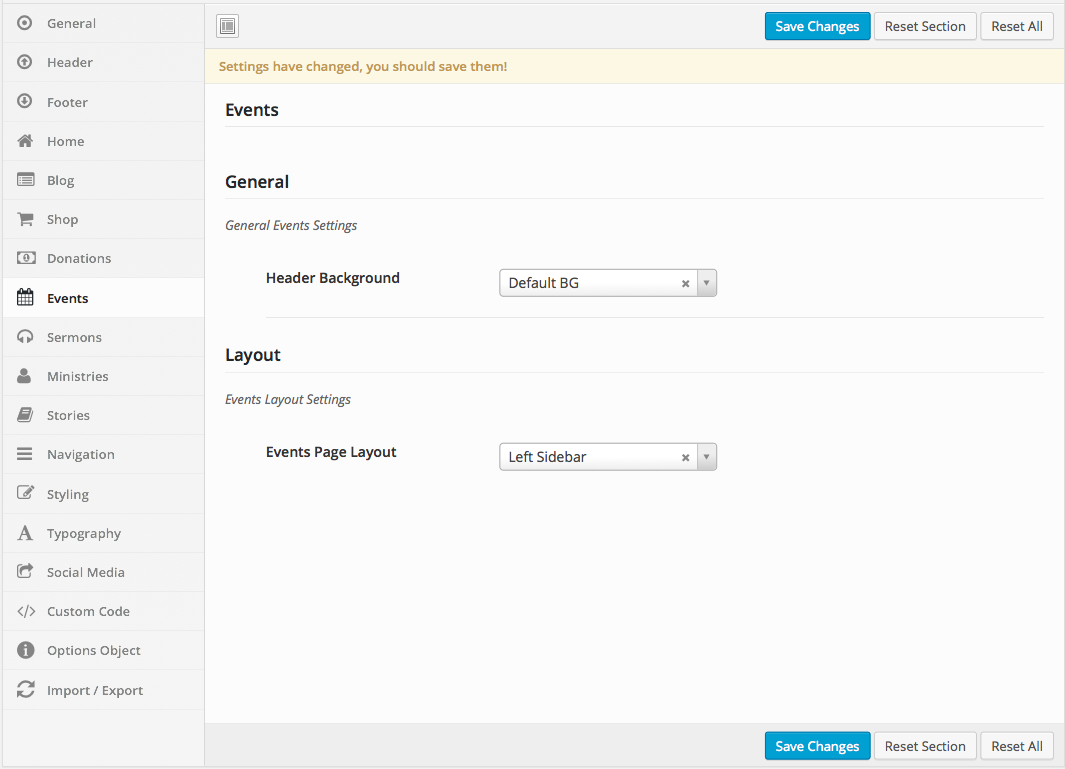 General
Header
Footer
Home
Blog
Shop
Donations
Events
Sermons
Ministries
Stories
Navigation
Styling
Typography
Social Media
Custom Code
Options Object
Import / Export
Save Changes Reset Section Reset All
Settings have changed, you should save them!
Events
General
General Events Settings
Header Background Default BG
Layout
Events Layout Settings
Events Page Layout Left Sidebar
Save Changes Reset Section Reset All